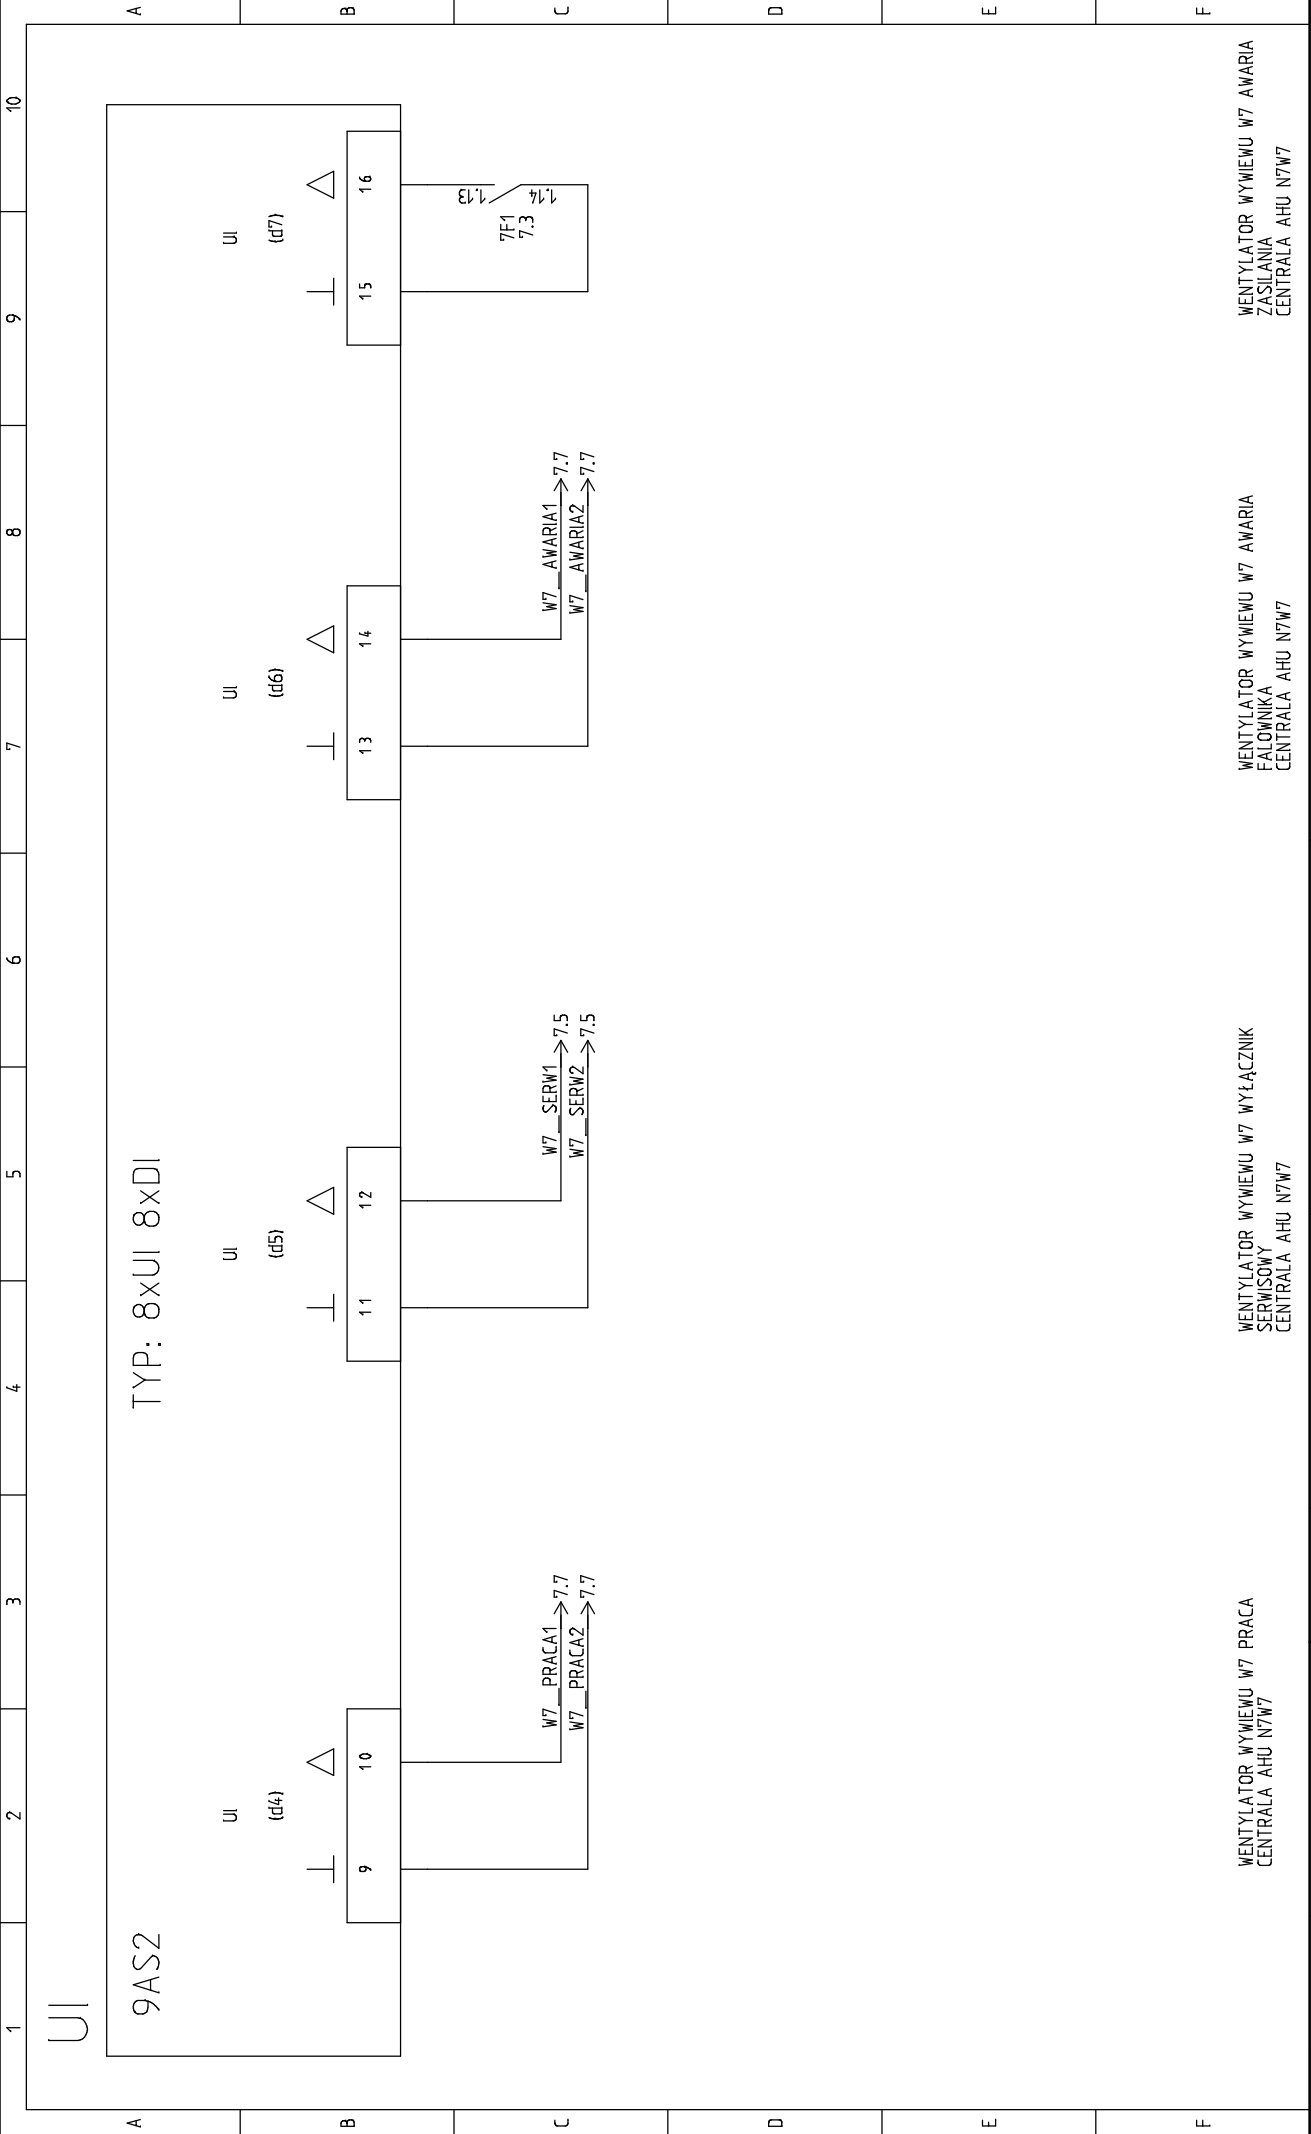 1 2 3 4 5 6 7 8 9 10
A
B
C
D
E
F
A
B
C
D
E
F
UI
9AS2
TYP: 8xUI 8xDI
UI
(d4)
9 10
W7_PRACA1 7.7
W7_PRACA2 7.7
UI
(d5)
11 12
W7_SERW1 7.5
W7_SERW2 7.5
UI
(d6)
13 14
W7_AWARIA1 7.7
W7_AWARIA2 7.7
UI
(d7)
15 16
1.13
7F1
7.3
1.14
WENTYLATOR WYWIEWU W7 PRACA
CENTRALA AHU N7W7
WENTYLATOR WYWIEWU W7 WYŁĄCZNIK
SERWISOWY
CENTRALA AHU N7W7
WENTYLATOR WYWIEWU W7 AWARIA
FALOWNIKA
CENTRALA AHU N7W7
WENTYLATOR WYWIEWU W7 AWARIA
ZASILANIA
CENTRALA AHU N7W7